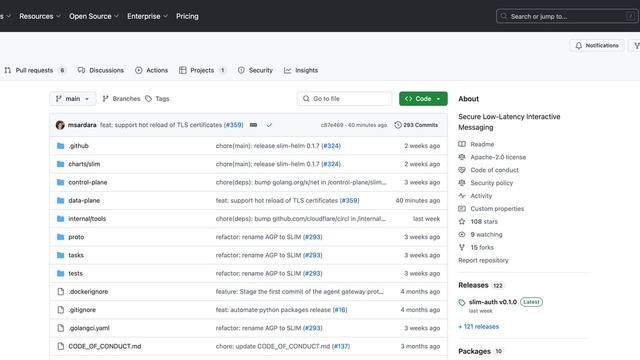 s Resources Open Source Enterprise Pricing Search or jump to... /
Notifications
Pull requests 6 Discussions Actions Projects 1 Security Insights
main Branches Tags Go to file Code
msardara feat: support hot reload of TLS certificates (#359) c87e469 · 40 minutes ago 293 Commits
.github chore(main): release slim-helm 0.1.7 (#324) 2 weeks ago
charts/slim chore(main): release slim-helm 0.1.7 (#324) 2 weeks ago
control-plane chore(deps): bump golang.org/x/net in /control-plane/slim... 3 weeks ago
data-plane feat: support hot reload of TLS certificates (#359) 40 minutes ago
internal/tools chore(deps): bump github.com/cloudflare/circl in /internal... last week
proto refactor: rename AGP to SLIM (#293) 3 weeks ago
tasks refactor: rename AGP to SLIM (#293) 3 weeks ago
tests refactor: rename AGP to SLIM (#293) 3 weeks ago
.dockerignore feature: Stage the first commit of the agent gateway prot... 4 months ago
.gitignore feat: automate python packages release (#16) 4 months ago
.golangci.yaml refactor: rename AGP to SLIM (#293) 3 weeks ago
CODE_OF_CONDUCT.md chore: update CODE_OF_CONDUCT.md (#137) 3 months ago
About
Secure Low-Latency Interactive
Messaging
Readme
Apache-2.0 license
Code of conduct
Security policy
Activity
Custom properties
108 stars
9 watching
15 forks
Report repository
Releases 122
slim-auth v0.1.0 Latest
last week
+ 121 releases
Packages 10